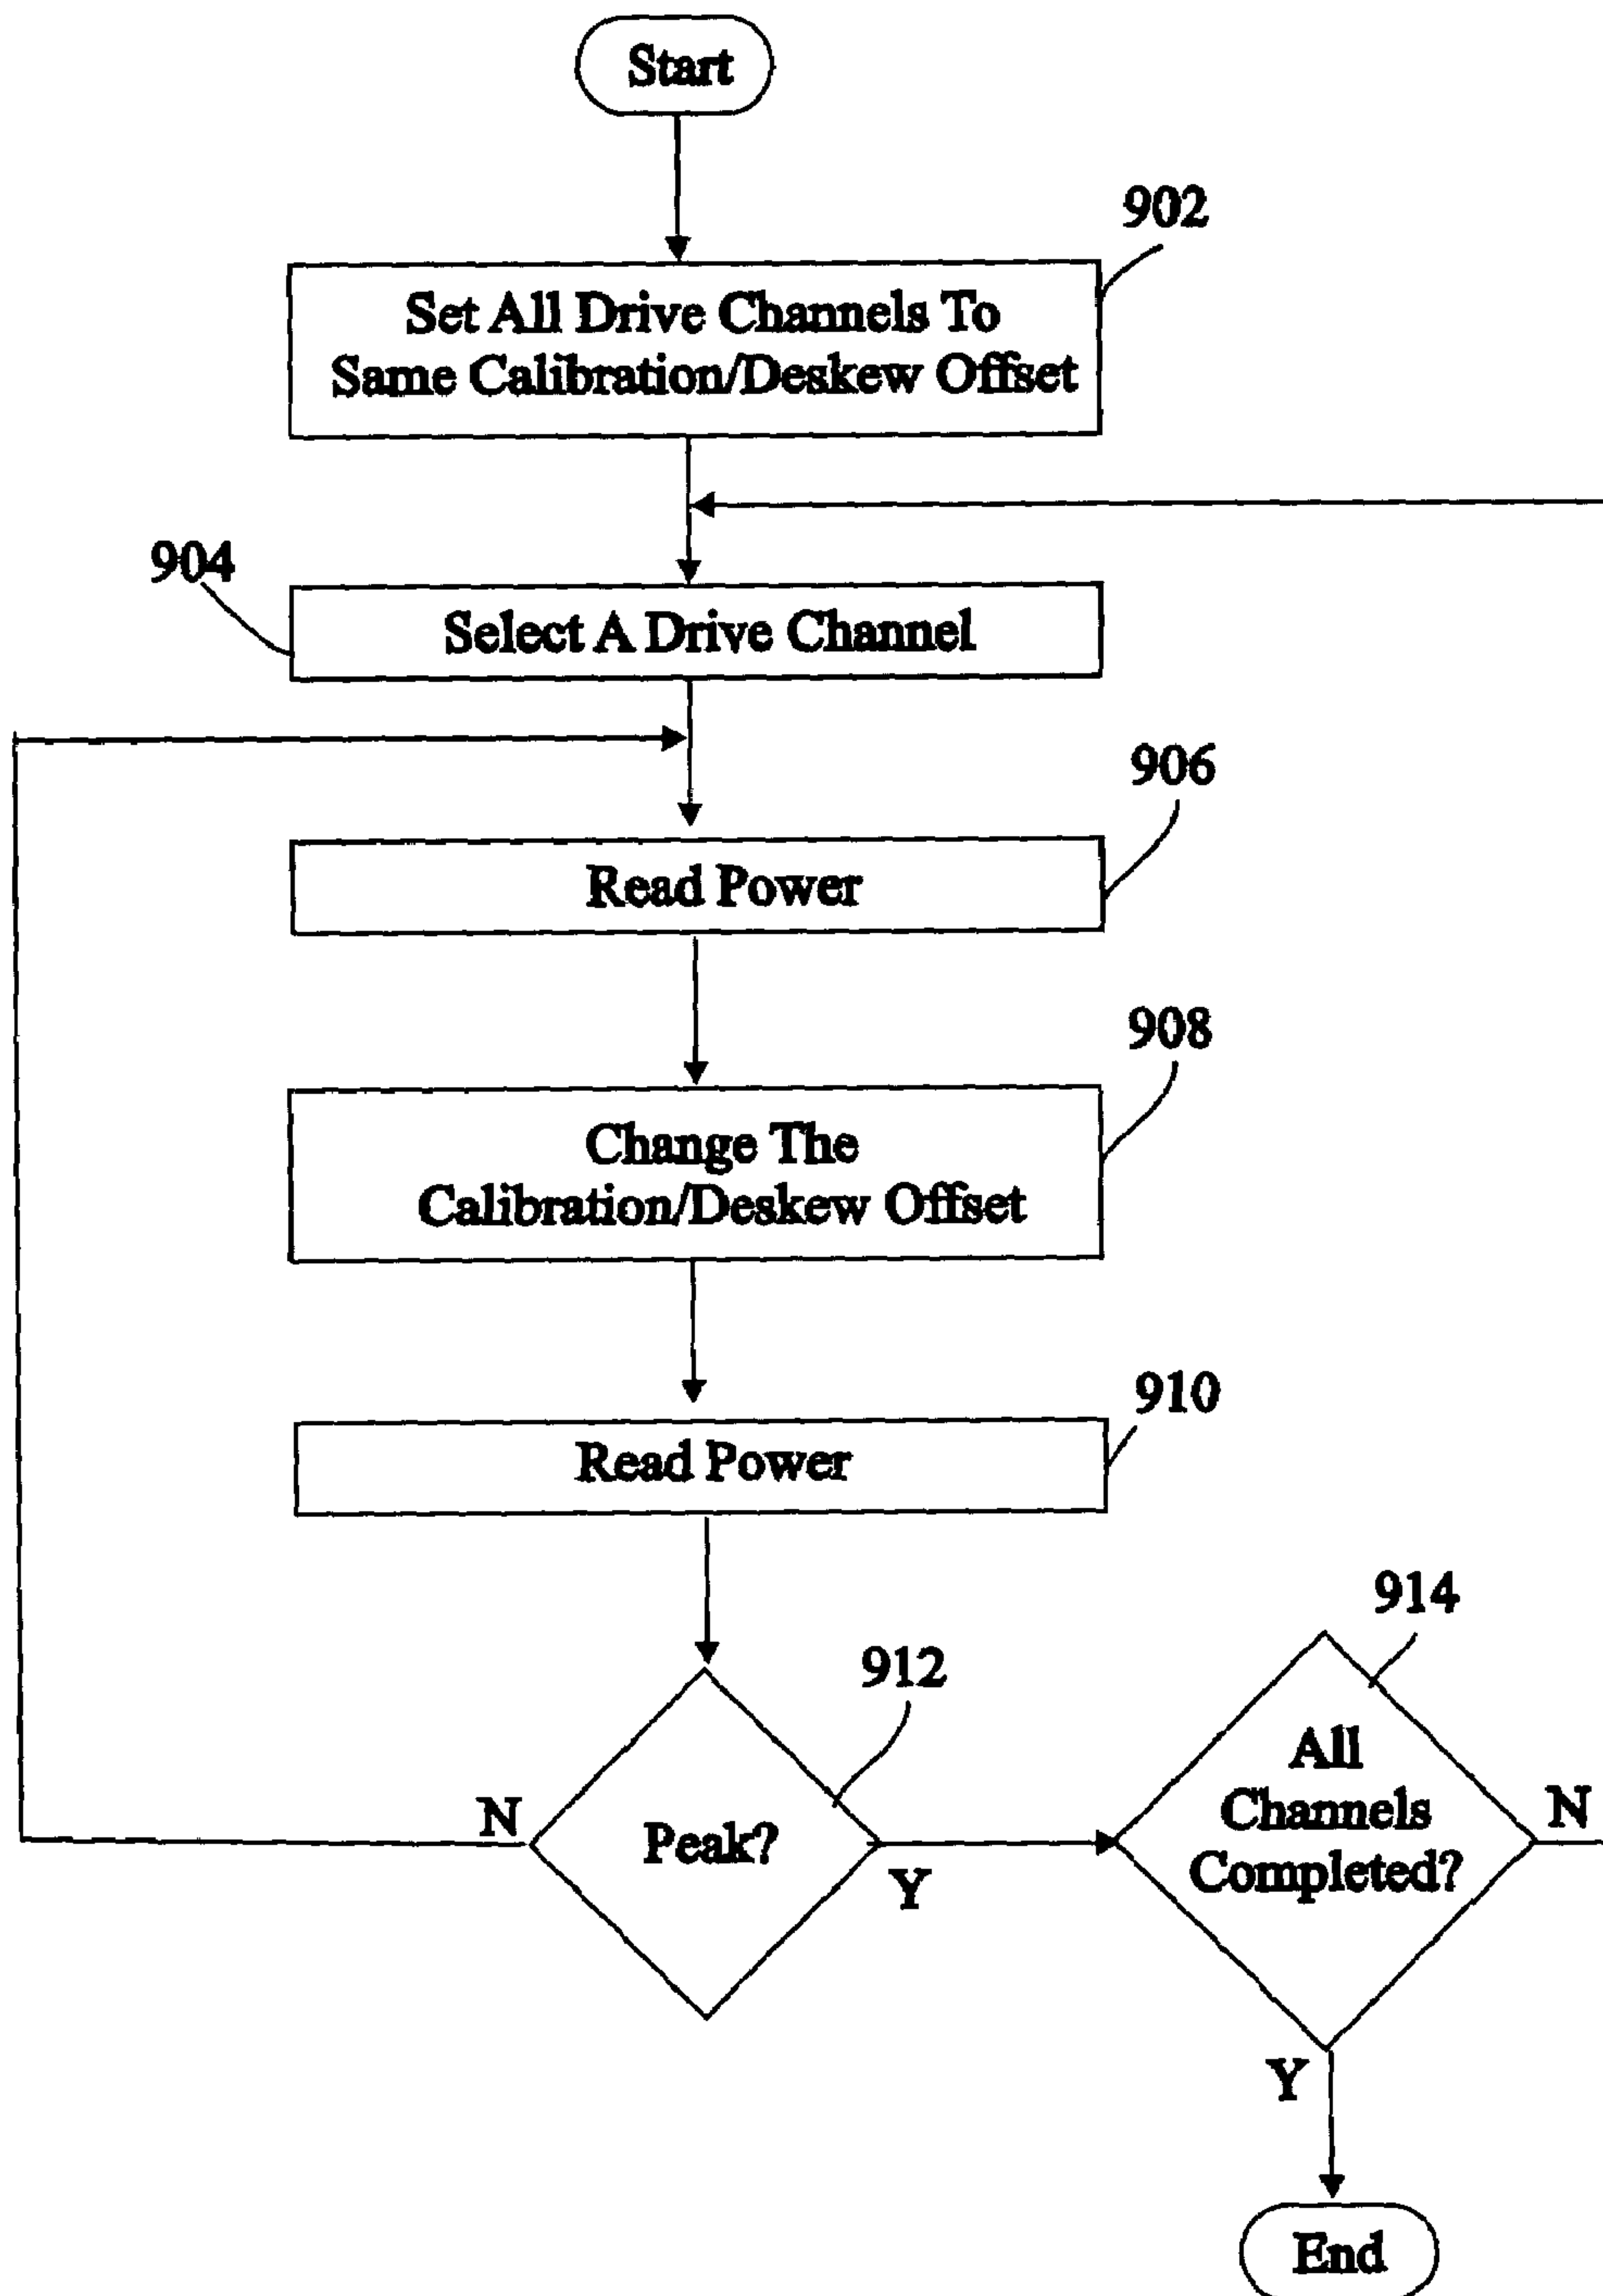 Start
902
Set All Drive Channels To
Same Calibration/Deskew Offset
904
Select A Drive Channel
906
Read Power
908
Change The
Calibration/Deskew Offset
910
Read Power
912
Peak?
N
Y
914
All
Channels
Completed?
N
Y
End